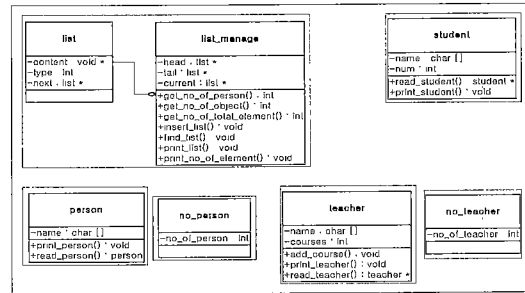 list
-content void *
-type int
-next : list *
list_manage
-head : list *
-tail : list *
-current : list *
+get_no_of_person() : int
+get_no_of_object() : int
+get_no_of_total_element() : int
+insert_list() : void
+find_list() void
+print_list() void
+print_no_of_element() : void
student
-name char []
-num : int
+read_student() student *
+print_student() : void
person
-name : char []
+print_person() : void
+read_person() : person
no_person
-no_of_person int
teacher
-name : char []
-courses : int
+add_course() : void
+print_teacher() : void
+read_teacher() : teacher *
no_teacher
-no_of_teacher int